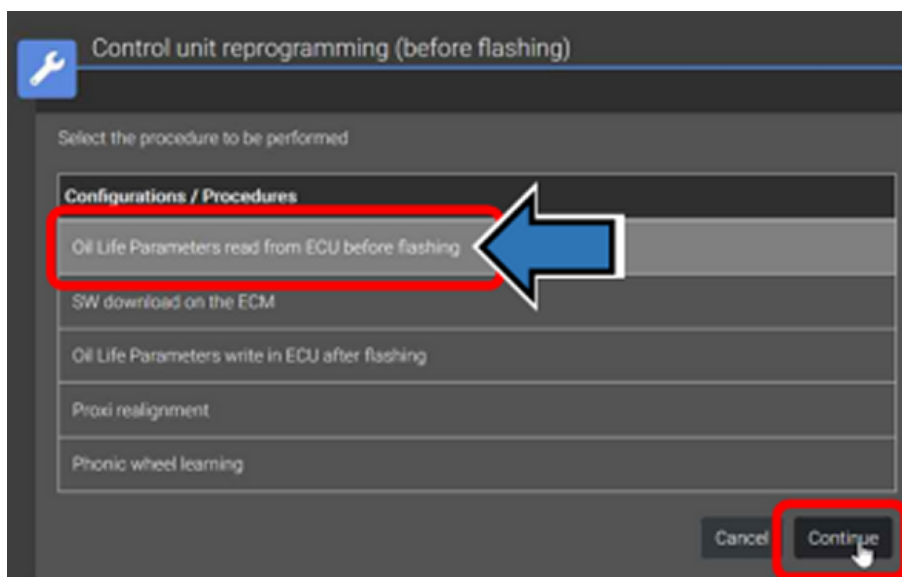 Control unit reprogramming (before flashing)
Select the procedure to be performed
Configurations / Procedures
Oil Life Parameters read from ECU before flashing
SW download on the ECM
Oil Life Parameters write in ECU after flashing
Proxi realignment
Phonic wheel learning
Cancel Continue